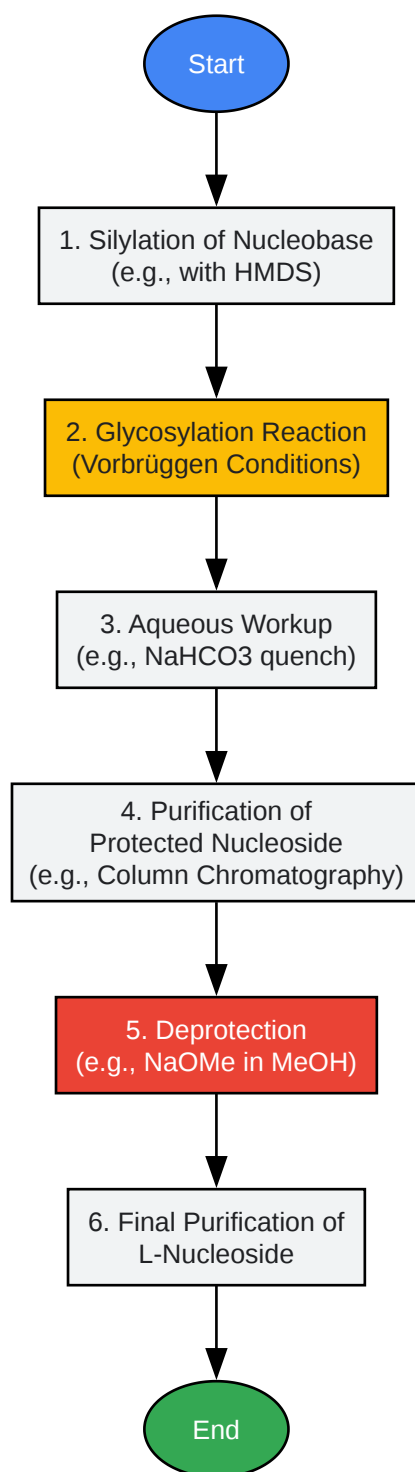 Start
1. Silylation of Nucleobase
(e.g., with HMDS)
2. Glycosylation Reaction
(Vorbrüggen Conditions)
3. Aqueous Workup
(e.g., NaHCO3 quench)
4. Purification of
Protected Nucleoside
(e.g., Column Chromatography)
5. Deprotection
(e.g., NaOMe in MeOH)
6. Final Purification of
L-Nucleoside
End